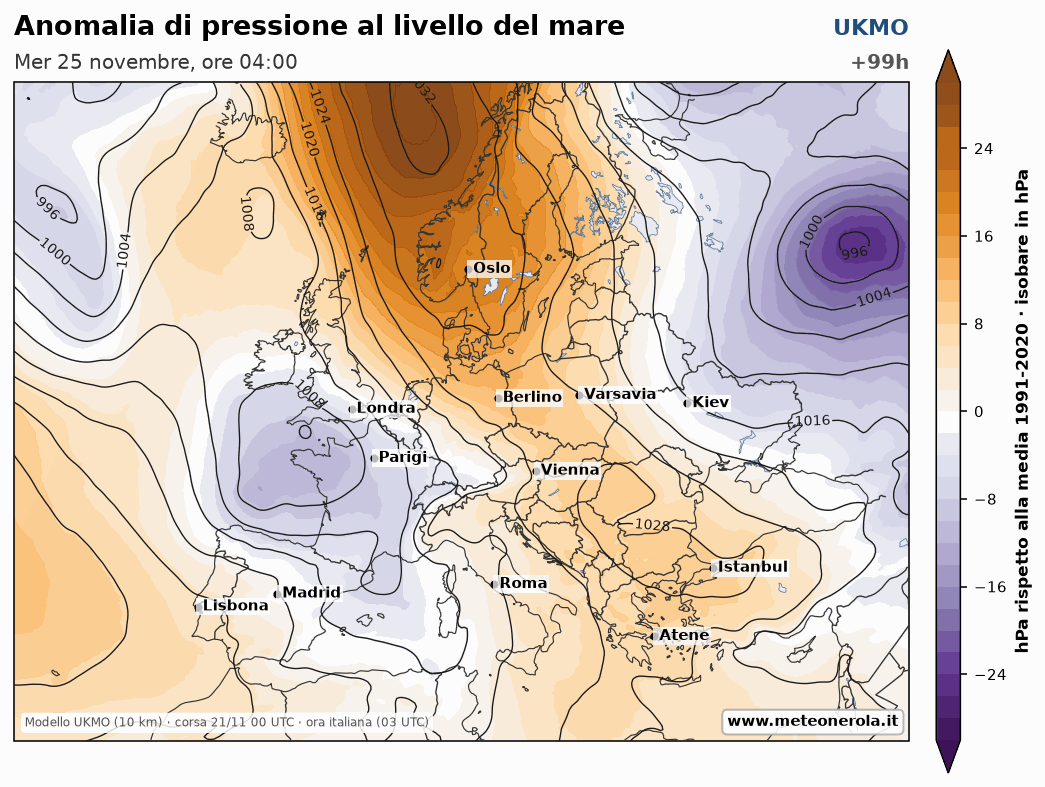 Anomalia di pressione al livello del mare
UKMO
Mer 25 novembre, ore 04:00
+99h
1024
1020
1016
032
996
1000
1004
1008
Oslo
1000
996
1004
1008
Londra
Berlino
Varsavia
Kiev
1016
Parigi
Vienna
1028
Istanbul
Roma
Madrid
Lisbona
Atene
Modello UKMO (10 km) · corsa 21/11 00 UTC · ora italiana (03 UTC)
www.meteonerola.it
24
16
8
0
−8
−16
−24
hPa rispetto alla media 1991-2020 · isobare in hPa